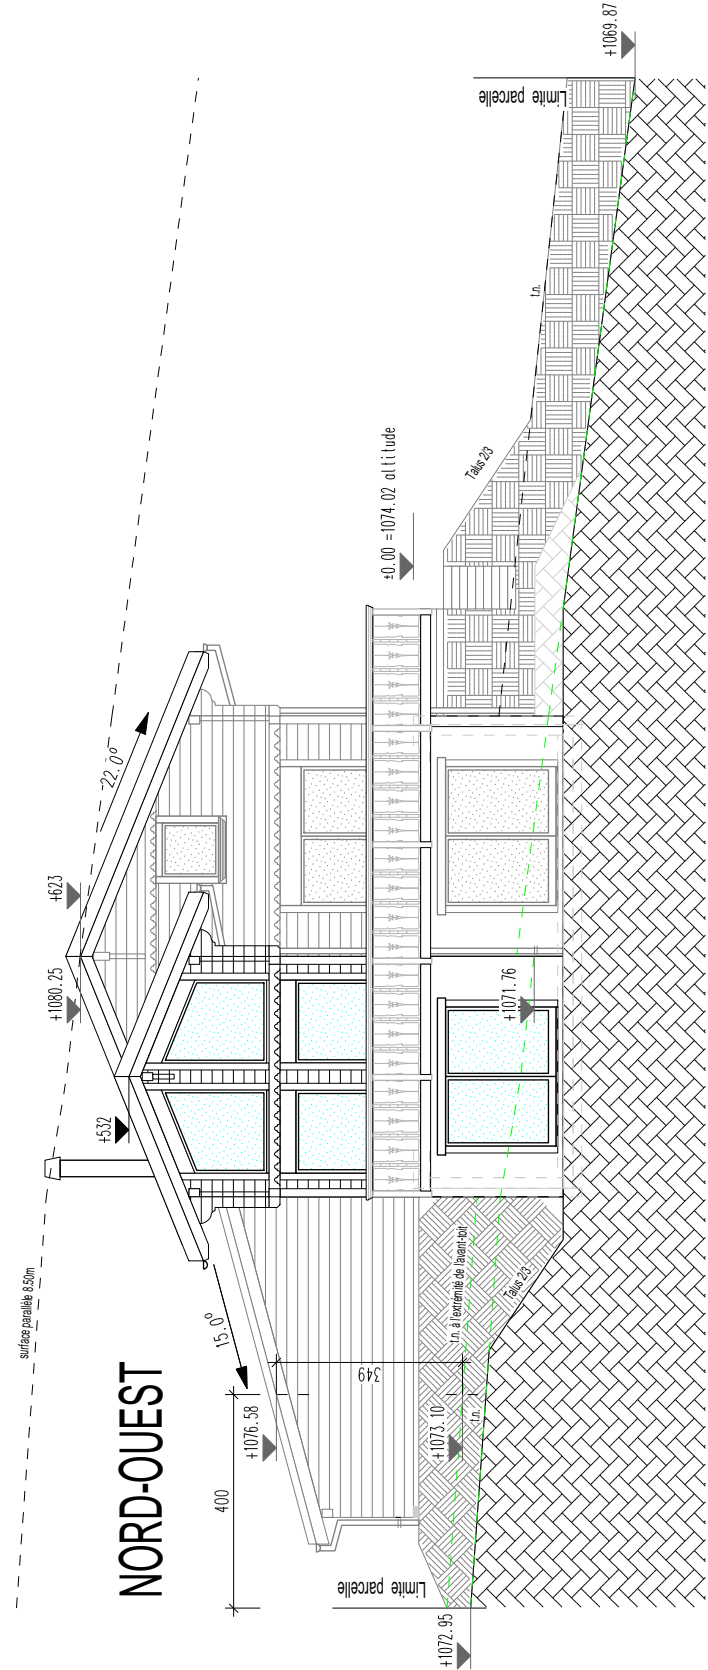 NORD-OUEST
surface parallèle 8.50m
+1080.25
+623
+532
22.0°
15.0°
±0.00 =1074.02 altitude
+1076.58
400
349
+1073.10
t.n. à l'extrémité de l'avant-toit
t.n.
Talus 2/3
+1071.76
Talus 2/3
t.n.
Limite parcelle
+1072.95
Limite parcelle
+1069.87